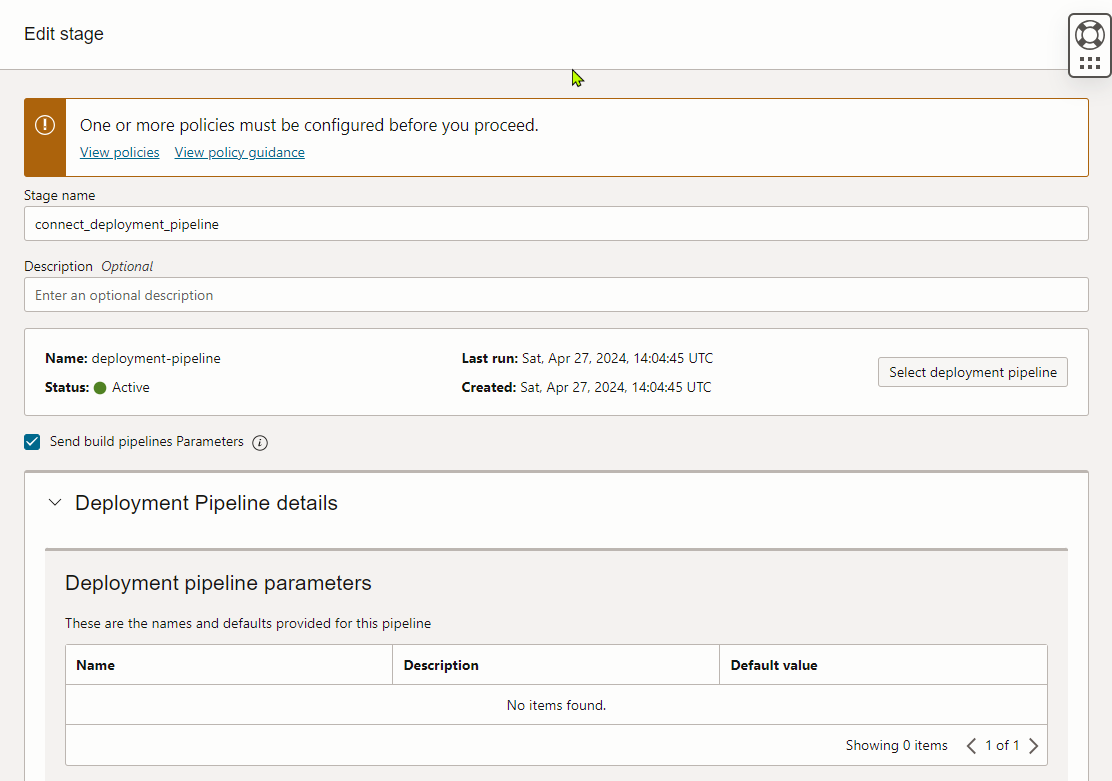 Edit stage
One or more policies must be configured before you proceed.
View policies View policy guidance
Stage name
connect_deployment_pipeline
Description Optional
Enter an optional description
Name: deployment-pipeline
Status: Active
Last run: Sat, Apr 27, 2024, 14:04:45 UTC
Created: Sat, Apr 27, 2024, 14:04:45 UTC
Select deployment pipeline
Send build pipelines Parameters
Deployment Pipeline details
Deployment pipeline parameters
These are the names and defaults provided for this pipeline
Name Description Default value
No items found.
Showing 0 items 1 of 1